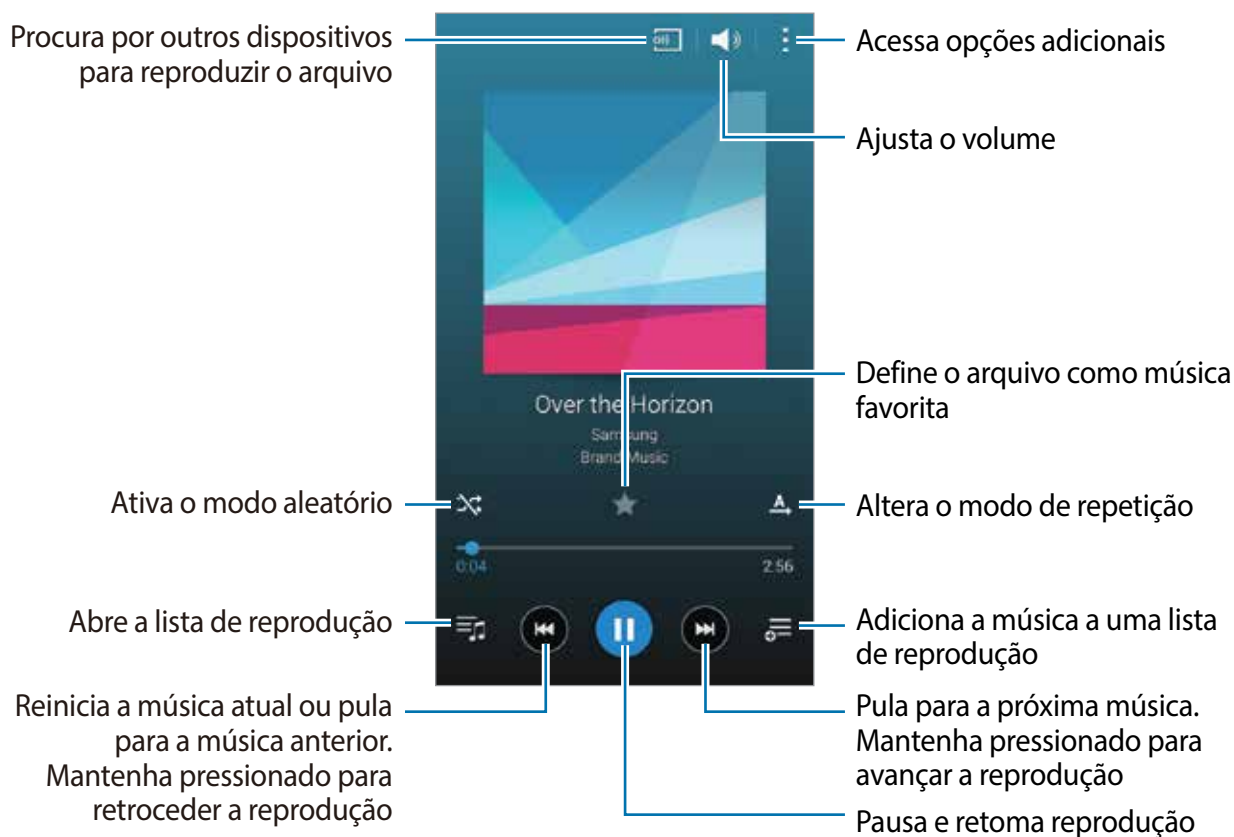 Procura por outros dispositivos
para reproduzir o arquivo
Acessa opções adicionais
Ajusta o volume
Define o arquivo como música
favorita
Over the Horizon
Samsung
Brand Music
Ativa o modo aleatório
A
Altera o modo de repetição
0:04
2:56
Abre a lista de reprodução
Adiciona a música a uma lista
de reprodução
Reinicia a música atual ou pula
para a música anterior.
Mantenha pressionado para
retroceder a reprodução
Pula para a próxima música.
Mantenha pressionado para
avançar a reprodução
Pausa e retoma reprodução